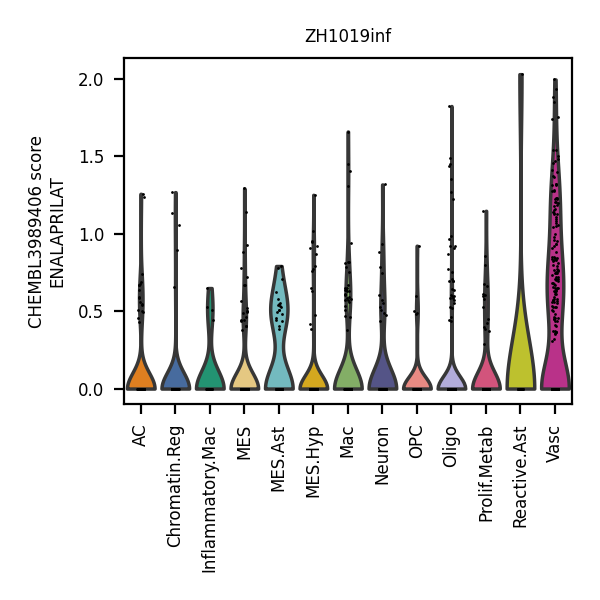 ZH1019inf
CHEMBL3989406 score
ENALAPRILAT
2.0
1.5
1.0
0.5
0.0
AC
Chromatin.Reg
Inflammatory.Mac
MES
MES.Ast
MES.Hyp
Mac
Neuron
OPC
Oligo
Prolif.Metab
Reactive.Ast
Vasc